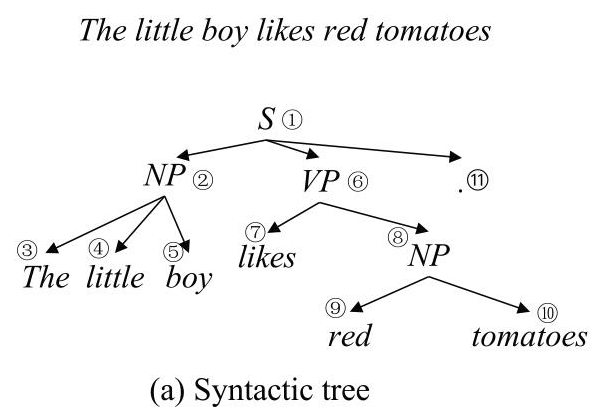 The little boy likes red tomatoes
S ①
NP ② VP ⑥ . ⑪
③ ④ ⑤ ⑦ ⑧
The little boy likes NP
⑨ ⑩
red tomatoes
(a) Syntactic tree